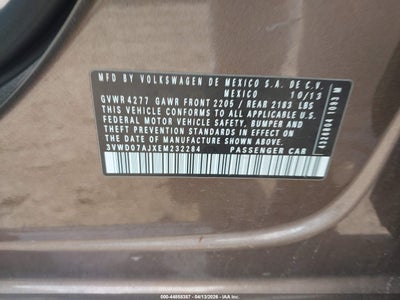 MFD BY VOLKSWAGEN DE MEXICO S.A. DE C.V.
MEXICO 10/13
GVWR 4277 GAWR FRONT 2205 / REAR 2183 LBS
THIS VEHICLE CONFORMS TO ALL APPLICABLE U.S.
FEDERAL MOTOR VEHICLE SAFETY, BUMPER AND
THEFT PREVENTION STANDARDS IN EFFECT ON
THE DATE OF MANUFACTURE SHOWN ABOVE.
3VWD07AJXEM232284 PASSENGER CAR
000-44658387 - 04/13/2026 - IAA Inc.